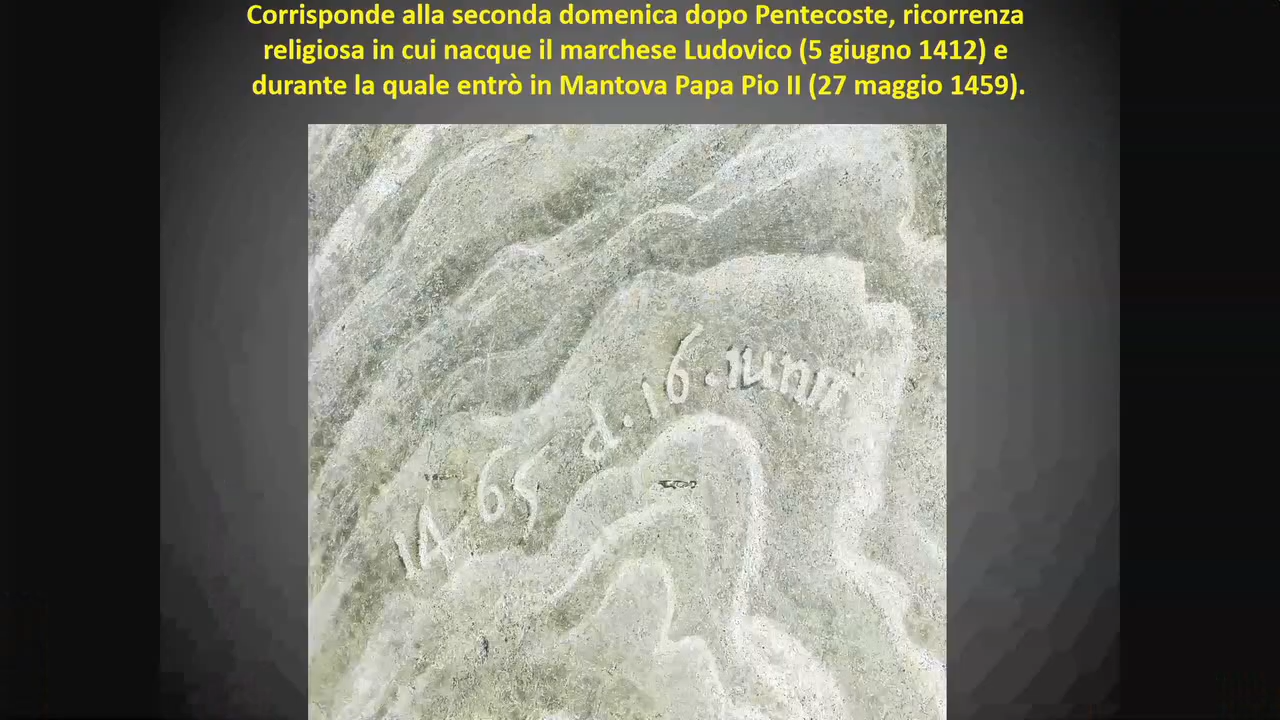 Corrisponde alla seconda domenica dopo Pentecoste, ricorrenza
religiosa in cui nacque il marchese Ludovico (5 giugno 1412) e
durante la quale entrò in Mantova Papa Pio II (27 maggio 1459).
1465 d. 16. iunii